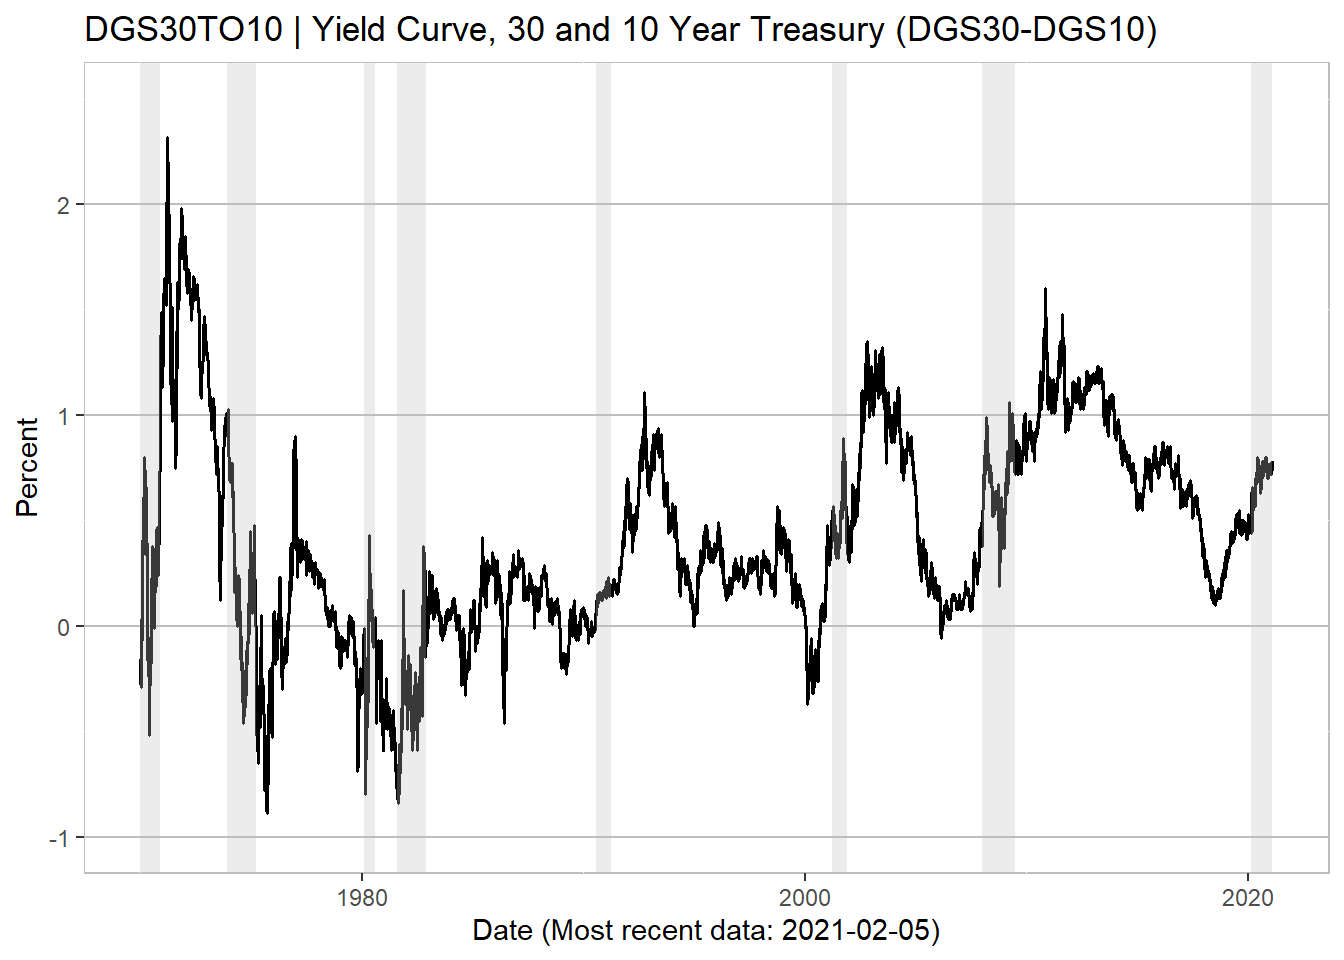 DGS30TO10 | Yield Curve, 30 and 10 Year Treasury (DGS30-DGS10)
Percent
2
1
0
-1
1980
2000
2020
Date (Most recent data: 2021-02-05)